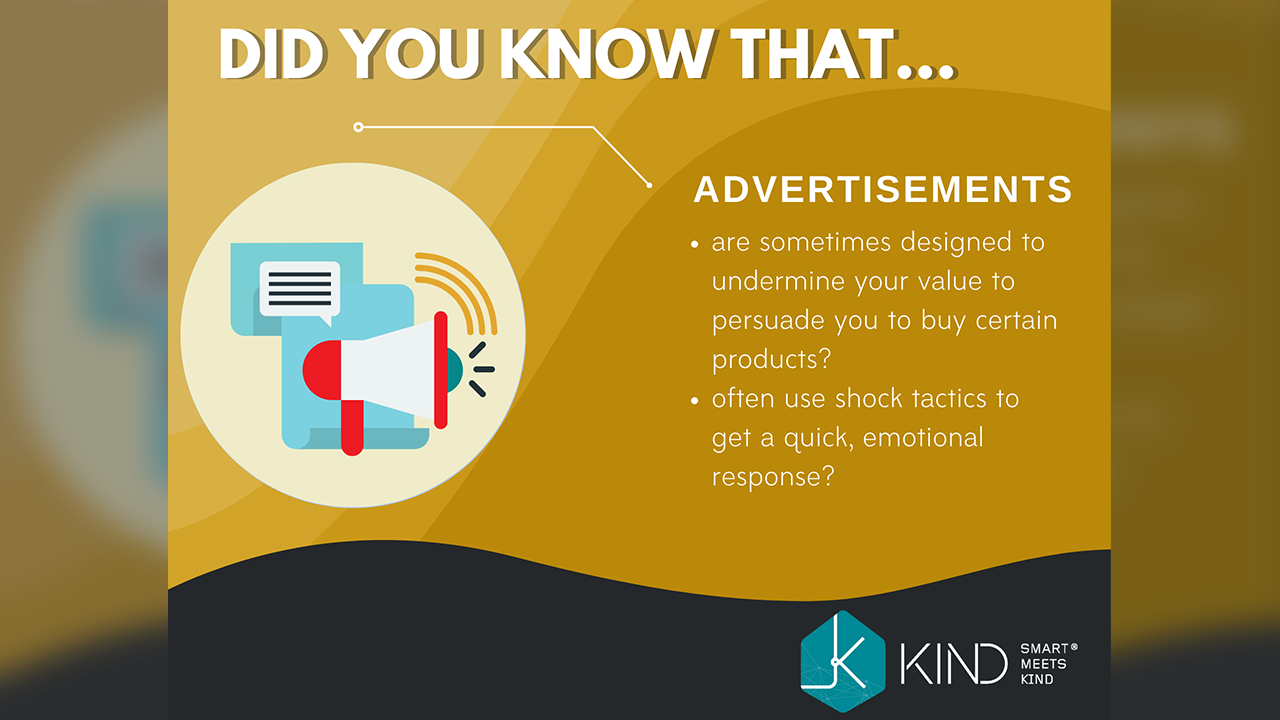 DID YOU KNOW THAT...
ADVERTISEMENTS
• are sometimes designed to
undermine your value to
persuade you to buy certain
products?
• often use shock tactics to
get a quick, emotional
response?
K
KIND
SMART®
MEETS
KIND